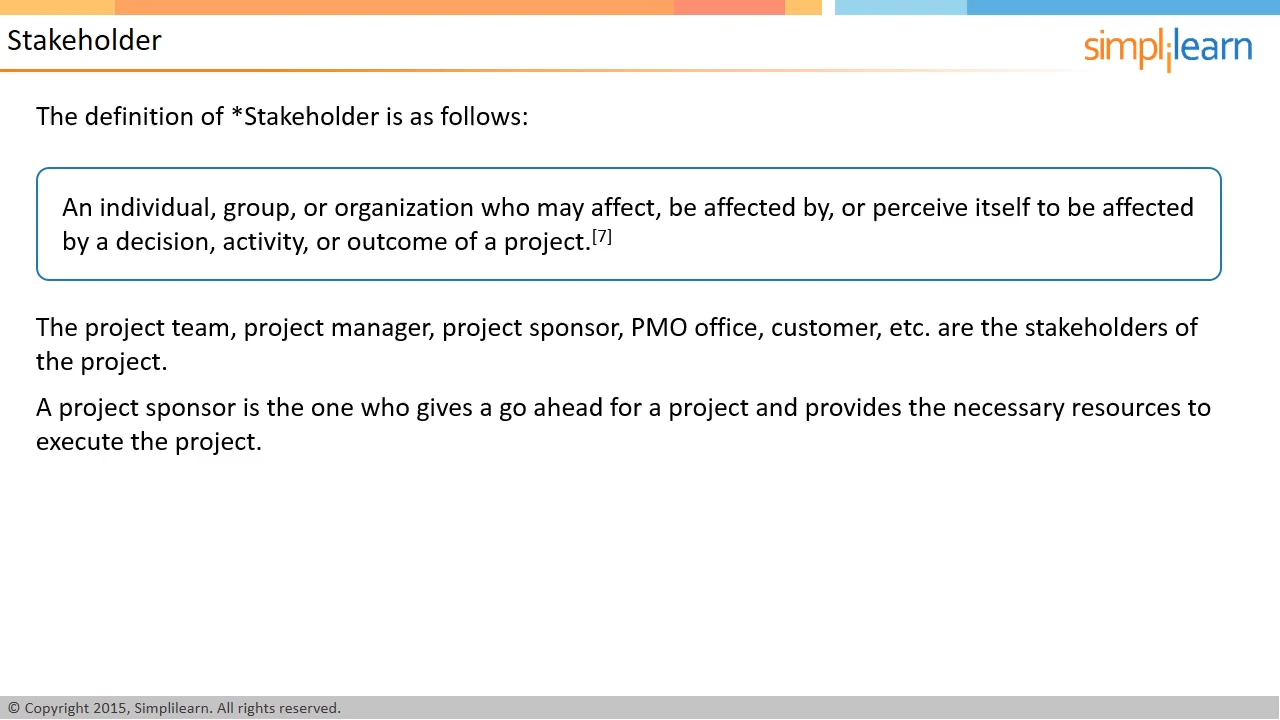 Stakeholder
simplilearn
The definition of *Stakeholder is as follows:
An individual, group, or organization who may affect, be affected by, or perceive itself to be affected
by a decision, activity, or outcome of a project.[7]
The project team, project manager, project sponsor, PMO office, customer, etc. are the stakeholders of
the project.
A project sponsor is the one who gives a go ahead for a project and provides the necessary resources to
execute the project.
© Copyright 2015, Simplilearn. All rights reserved.